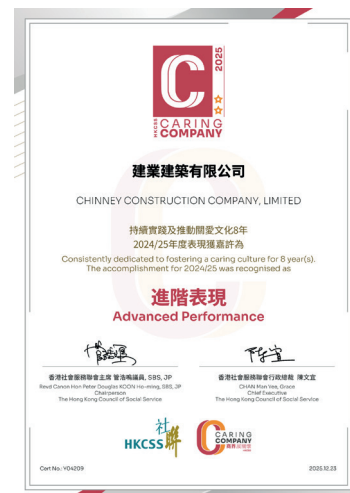 2025
HKCSS
CARING
COMPANY
建業建築有限公司
CHINNEY CONSTRUCTION COMPANY, LIMITED
持續實踐及推動關愛文化8年
2024/25年度表現獲嘉許為
Consistently dedicated to fostering a caring culture for 8 year(s).
The accomplishment for 2024/25 was recognised as
進階表現
Advanced Performance
香港社會服務聯會主席 管浩鳴議員, SBS, JP
Revd Canon Hon Peter Douglas KOON Ho-ming, SBS, JP
Chairperson
The Hong Kong Council of Social Service
香港社會服務聯會行政總裁 陳文宜
CHAN Man Yee, Grace
Chief Executive
The Hong Kong Council of Social Service
社聯
HKCSS
CARING
COMPANY
Cert No.: Y04209
2025.12.23